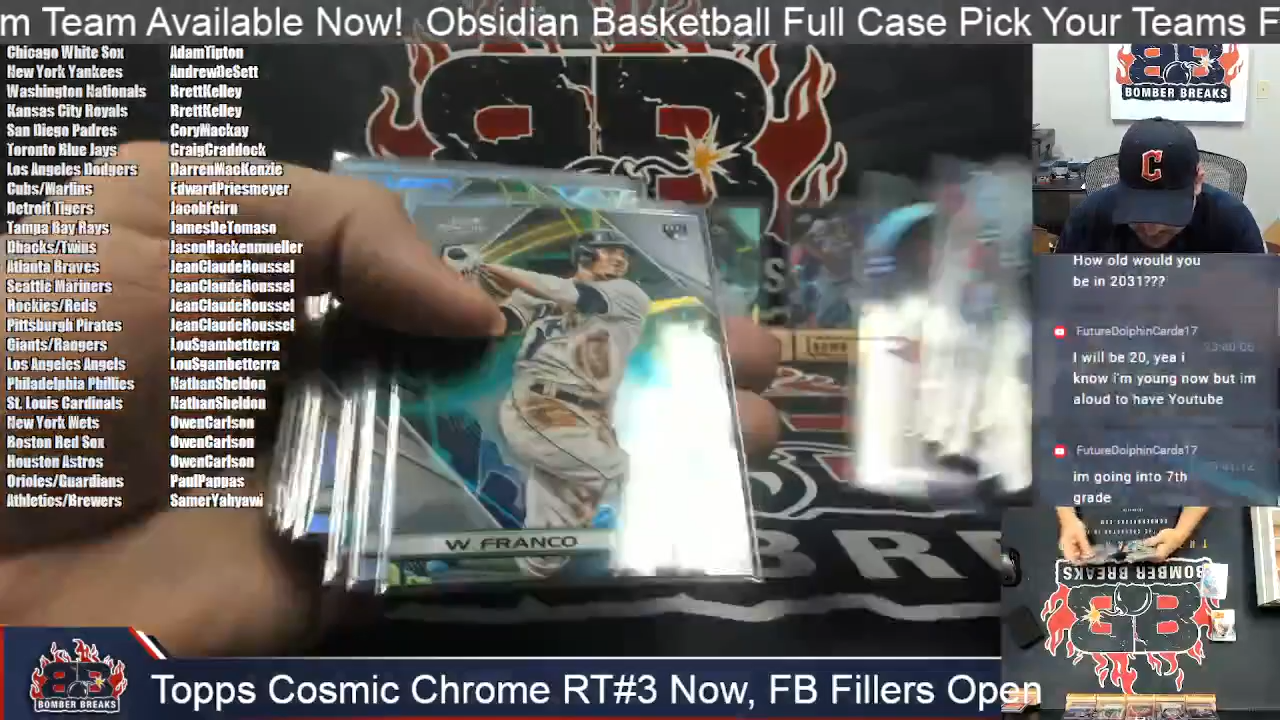 m Team Available Now!  Obsidian Basketball Full Case Pick Your Teams F
Chicago White Sox AdamTipton
New York Yankees AndrewDeSett
Washington Nationals BrettKelley
Kansas City Royals BrettKelley
San Diego Padres CoryMackay
Toronto Blue Jays CraigCraddock
Los Angeles Dodgers DarrenMacKenzie
Cubs/Marlins EdwardPriesmeyer
Detroit Tigers JacobFeirn
Tampa Bay Rays JamesDeTomaso
Dbacks/Twins JasonHackenmueller
Atlanta Braves JeanClaudeRoussel
Seattle Mariners JeanClaudeRoussel
Rockies/Reds JeanClaudeRoussel
Pittsburgh Pirates JeanClaudeRoussel
Giants/Rangers LouSgambetterra
Los Angeles Angels LouSgambetterra
Philadelphia Phillies NathanSheldon
St. Louis Cardinals NathanSheldon
New York Mets OwenCarlson
Boston Red Sox OwenCarlson
Houston Astros OwenCarlson
Orioles/Guardians PaulPappas
Athletics/Brewers SamerYahyawi
W FRANCO
BB
BOMBER BREAKS
C
How old would you
be in 2031???
FutureDolphinCards17
I will be 20, yea i
know i'm young now but im
aloud to have Youtube
FutureDolphinCards17
im going into 7th
grade
BOMBER BREAKS
BB
BB
BOMBER BREAKS
Topps Cosmic Chrome RT#3 Now, FB Fillers Open